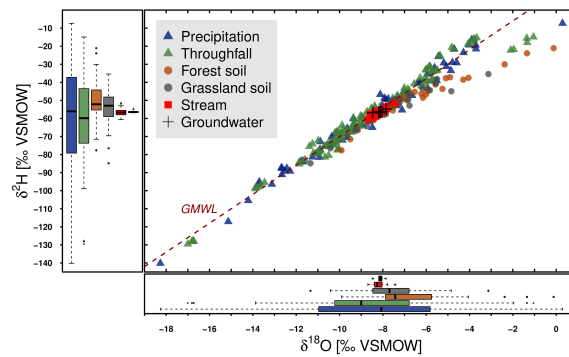 δ²H [‰ VSMOW]
-10
-20
-30
-40
-50
-60
-70
-80
-90
-100
-110
-120
-130
-140
Precipitation
Throughfall
Forest soil
Grassland soil
Stream
Groundwater
GMWL
-18 -16 -14 -12 -10 -8 -6 -4 -2 0
δ¹⁸O [‰ VSMOW]